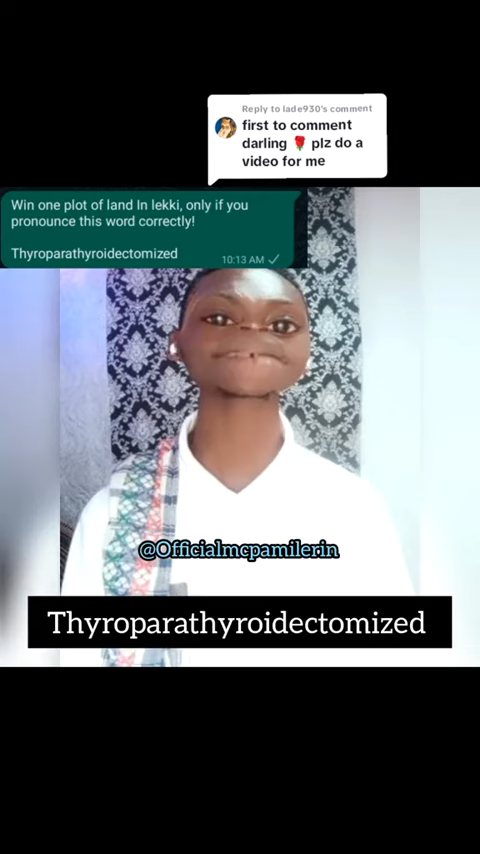 Reply to lade930's comment
first to comment
darling 🌹 plz do a
video for me
Win one plot of land In lekki, only if you
pronounce this word correctly!
Thyroparathyroidectomized
10:13 AM ✓
@Officialmcpamilerin
Thyroparathyroidectomized